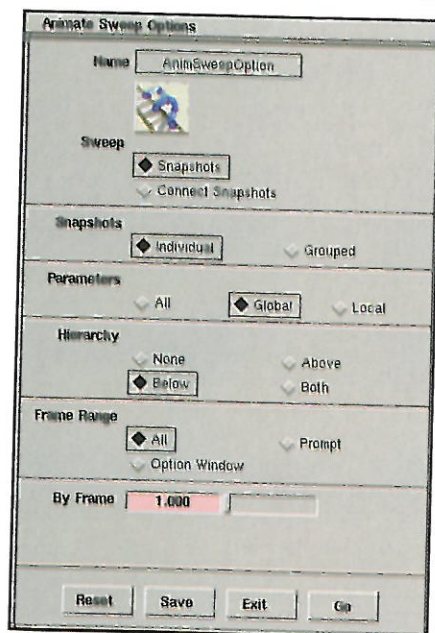 Animate Sweep Options
Name AnimSweepOption
Sweep
Snapshots
Connect Snapshots
Snapshots
Individual Grouped
Parameters
All Global Local
Hierarchy
None Above
Below Both
Frame Range
All Prompt
Option Window
By Frame 1.000
Reset Save Exit Go